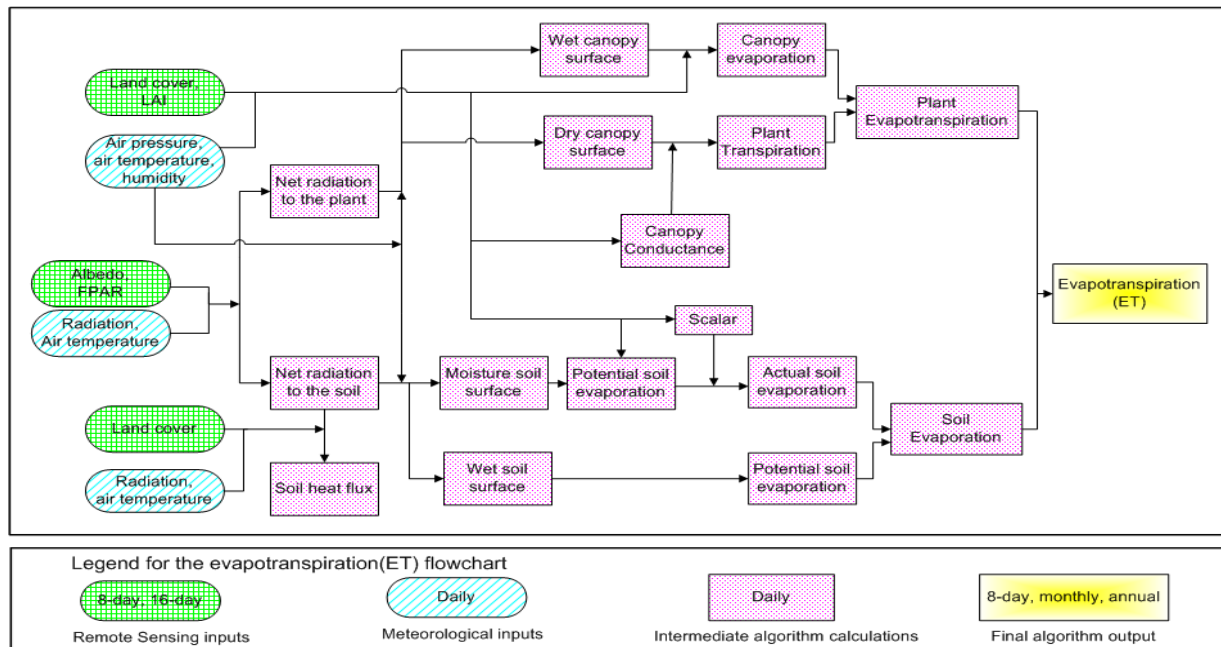 Wet canopy
surface
Canopy
evaporation
Land cover,
LAI
Plant
Evapotranspiration
Air pressure,
air temperature,
humidity
Dry canopy
surface
Plant
Transpiration
Net radiation
to the plant
Canopy
Conductance
Albedo,
FPAR
Radiation,
Air temperature
Evapotranspiration
(ET)
Scalar
Net radiation
to the soil
Moisture soil
surface
Potential soil
evaporation
Actual soil
evaporation
Land cover
Soil
Evaporation
Radiation,
air temperature
Soil heat flux
Wet soil
surface
Potential soil
evaporation
Legend for the evapotranspiration(ET) flowchart
8-day, 16-day
Daily
Daily
8-day, monthly, annual
Remote Sensing inputs
Meteorological inputs
Intermediate algorithm calculations
Final algorithm output